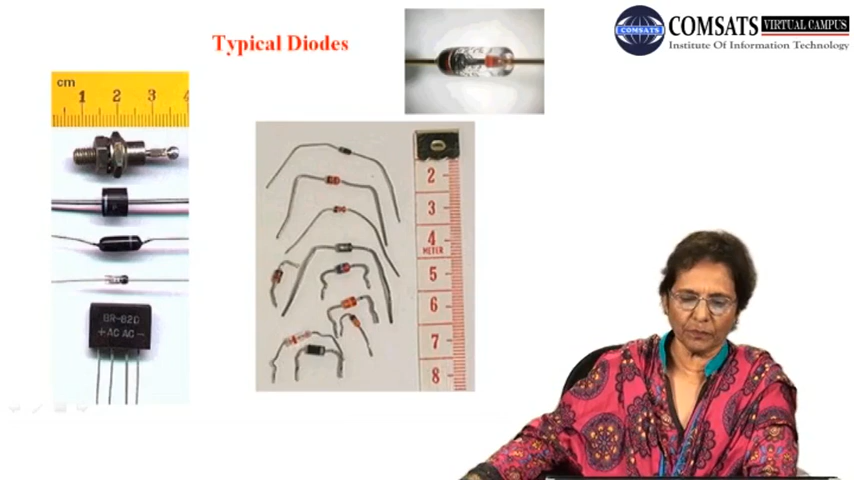 Typical Diodes
COMSATS
COMSATS VIRTUAL CAMPUS
Institute Of Information Technology
cm
1 2 3 4
2
3
4
METER
5
6
7
8
BR-82D
+AC AC-